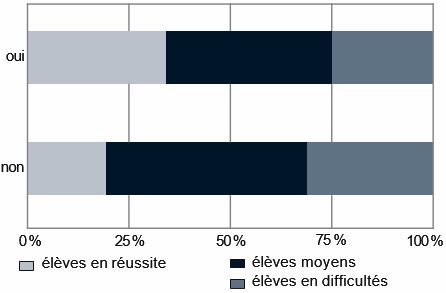 oui
non
0% 25% 50% 75% 100%
élèves en réussite
élèves moyens
élèves en difficultés